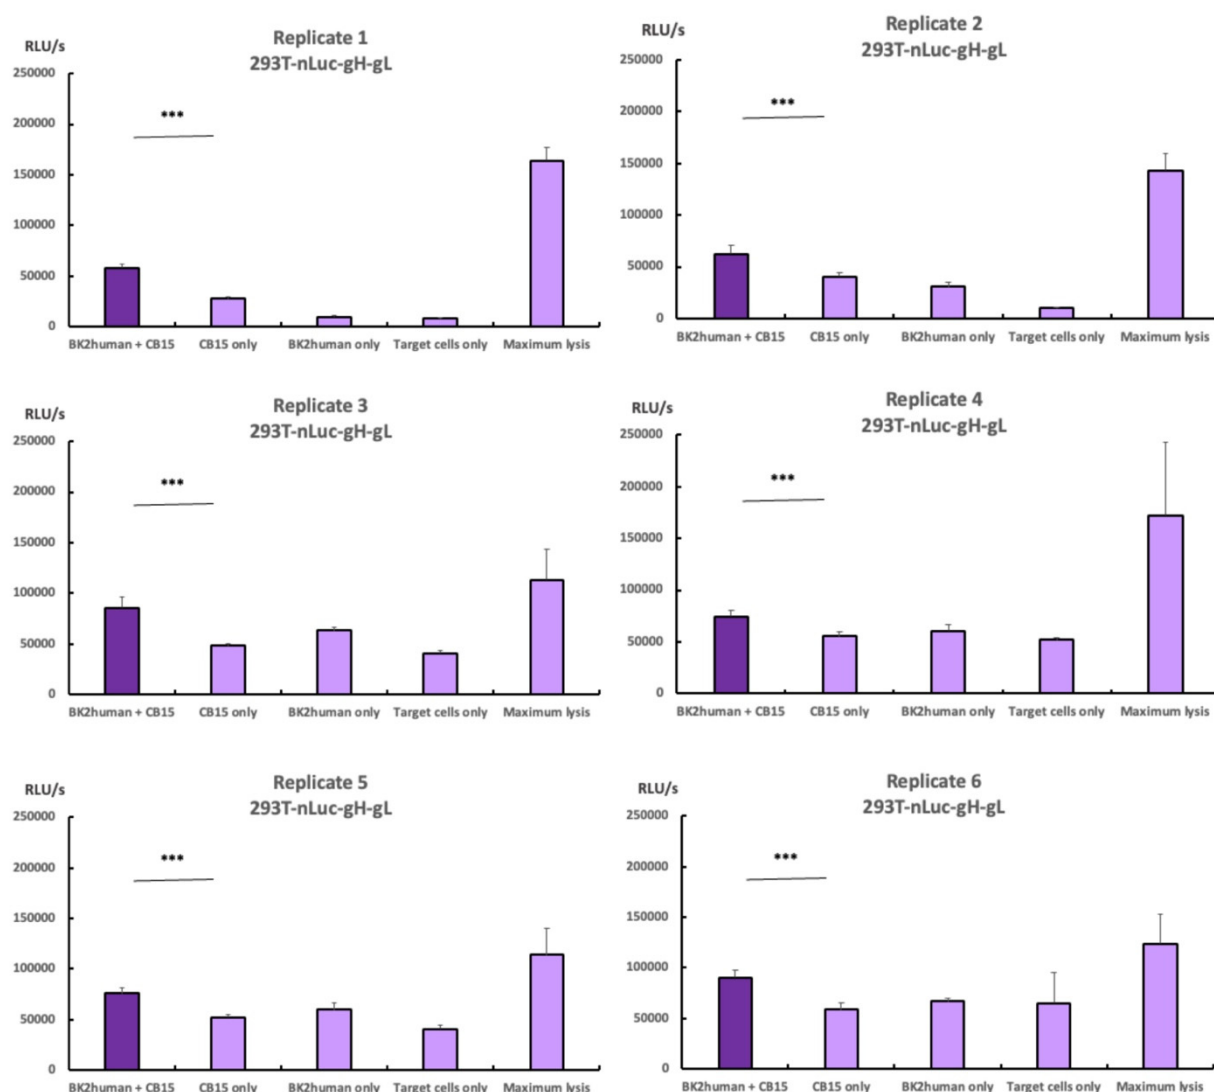 Replicate 1
293T-nLuc-gH-gL
RLU/s
250000
200000
150000
100000
50000
0
***
BK2human + CB15 CB15 only BK2human only Target cells only Maximum lysis
Replicate 2
293T-nLuc-gH-gL
RLU/s
250000
200000
150000
100000
50000
0
***
BK2human + CB15 CB15 only BK2human only Target cells only Maximum lysis
Replicate 3
293T-nLuc-gH-gL
RLU/s
250000
200000
150000
100000
50000
0
***
BK2human + CB15 CB15 only BK2human only Target cells only Maximum lysis
Replicate 4
293T-nLuc-gH-gL
RLU/s
250000
200000
150000
100000
50000
0
***
BK2human + CB15 CB15 only BK2human only Target cells only Maximum lysis
Replicate 5
293T-nLuc-gH-gL
RLU/s
250000
200000
150000
100000
50000
0
***
BK2human + CB15 CB15 only BK2human only Target cells only Maximum lysis
Replicate 6
293T-nLuc-gH-gL
RLU/s
250000
200000
150000
100000
50000
0
***
BK2human + CB15 CB15 only BK2human only Target cells only Maximum lysis